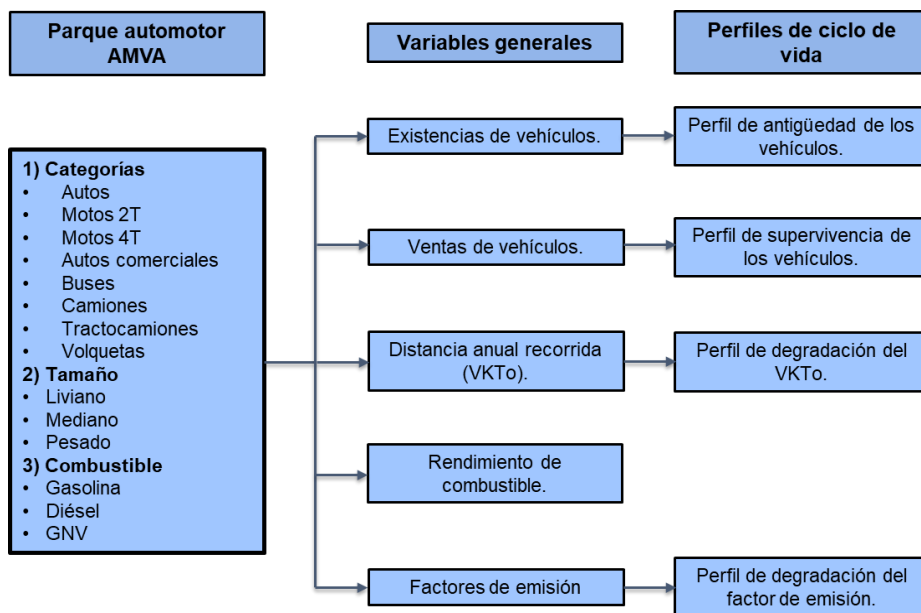 Parque automotor
AMVA
Variables generales
Perfiles de ciclo de
vida
1) Categorías
• Autos
• Motos 2T
• Motos 4T
• Autos comerciales
• Buses
• Camiones
• Tractocamiones
• Volquetas
2) Tamaño
• Liviano
• Mediano
• Pesado
3) Combustible
• Gasolina
• Diésel
• GNV
Existencias de vehículos.
Perfil de antigüedad de los
vehículos.
Ventas de vehículos.
Perfil de supervivencia de
los vehículos.
Distancia anual recorrida
(VKTo).
Perfil de degradación del
VKTo.
Rendimiento de
combustible.
Factores de emisión
Perfil de degradación del
factor de emisión.